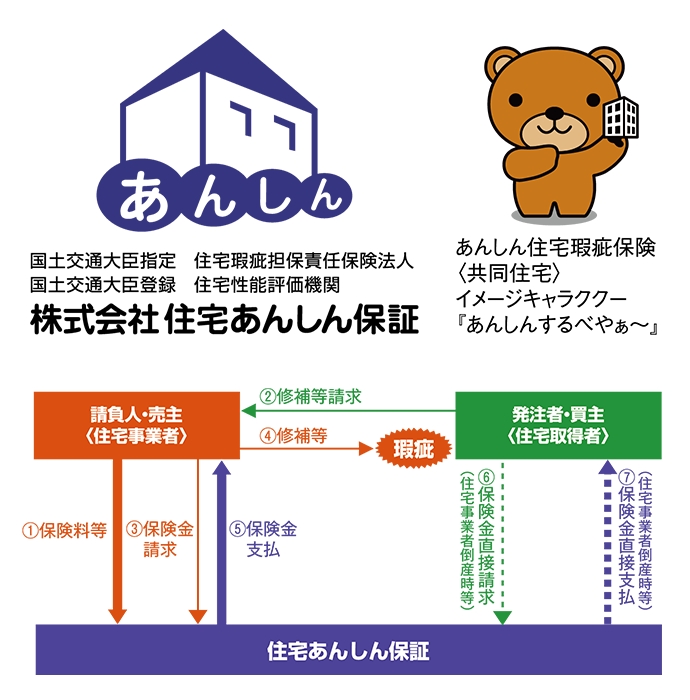 あんしん
国土交通大臣指定　住宅瑕疵担保責任保険法人
国土交通大臣登録　住宅性能評価機関
株式会社 住宅あんしん保証
あんしん住宅瑕疵保険
〈共同住宅〉
イメージキャラククー
『あんしんするべやぁ～』
請負人・売主
〈住宅事業者〉
②修補等請求
④修補等
瑕疵
発注者・買主
〈住宅取得者〉
①保険料等
③保険金
請求
⑤保険金
支払
⑥保険金直接請求
（住宅事業者倒産時等）
⑦保険金直接支払
（住宅事業者倒産時等）
住宅あんしん保証